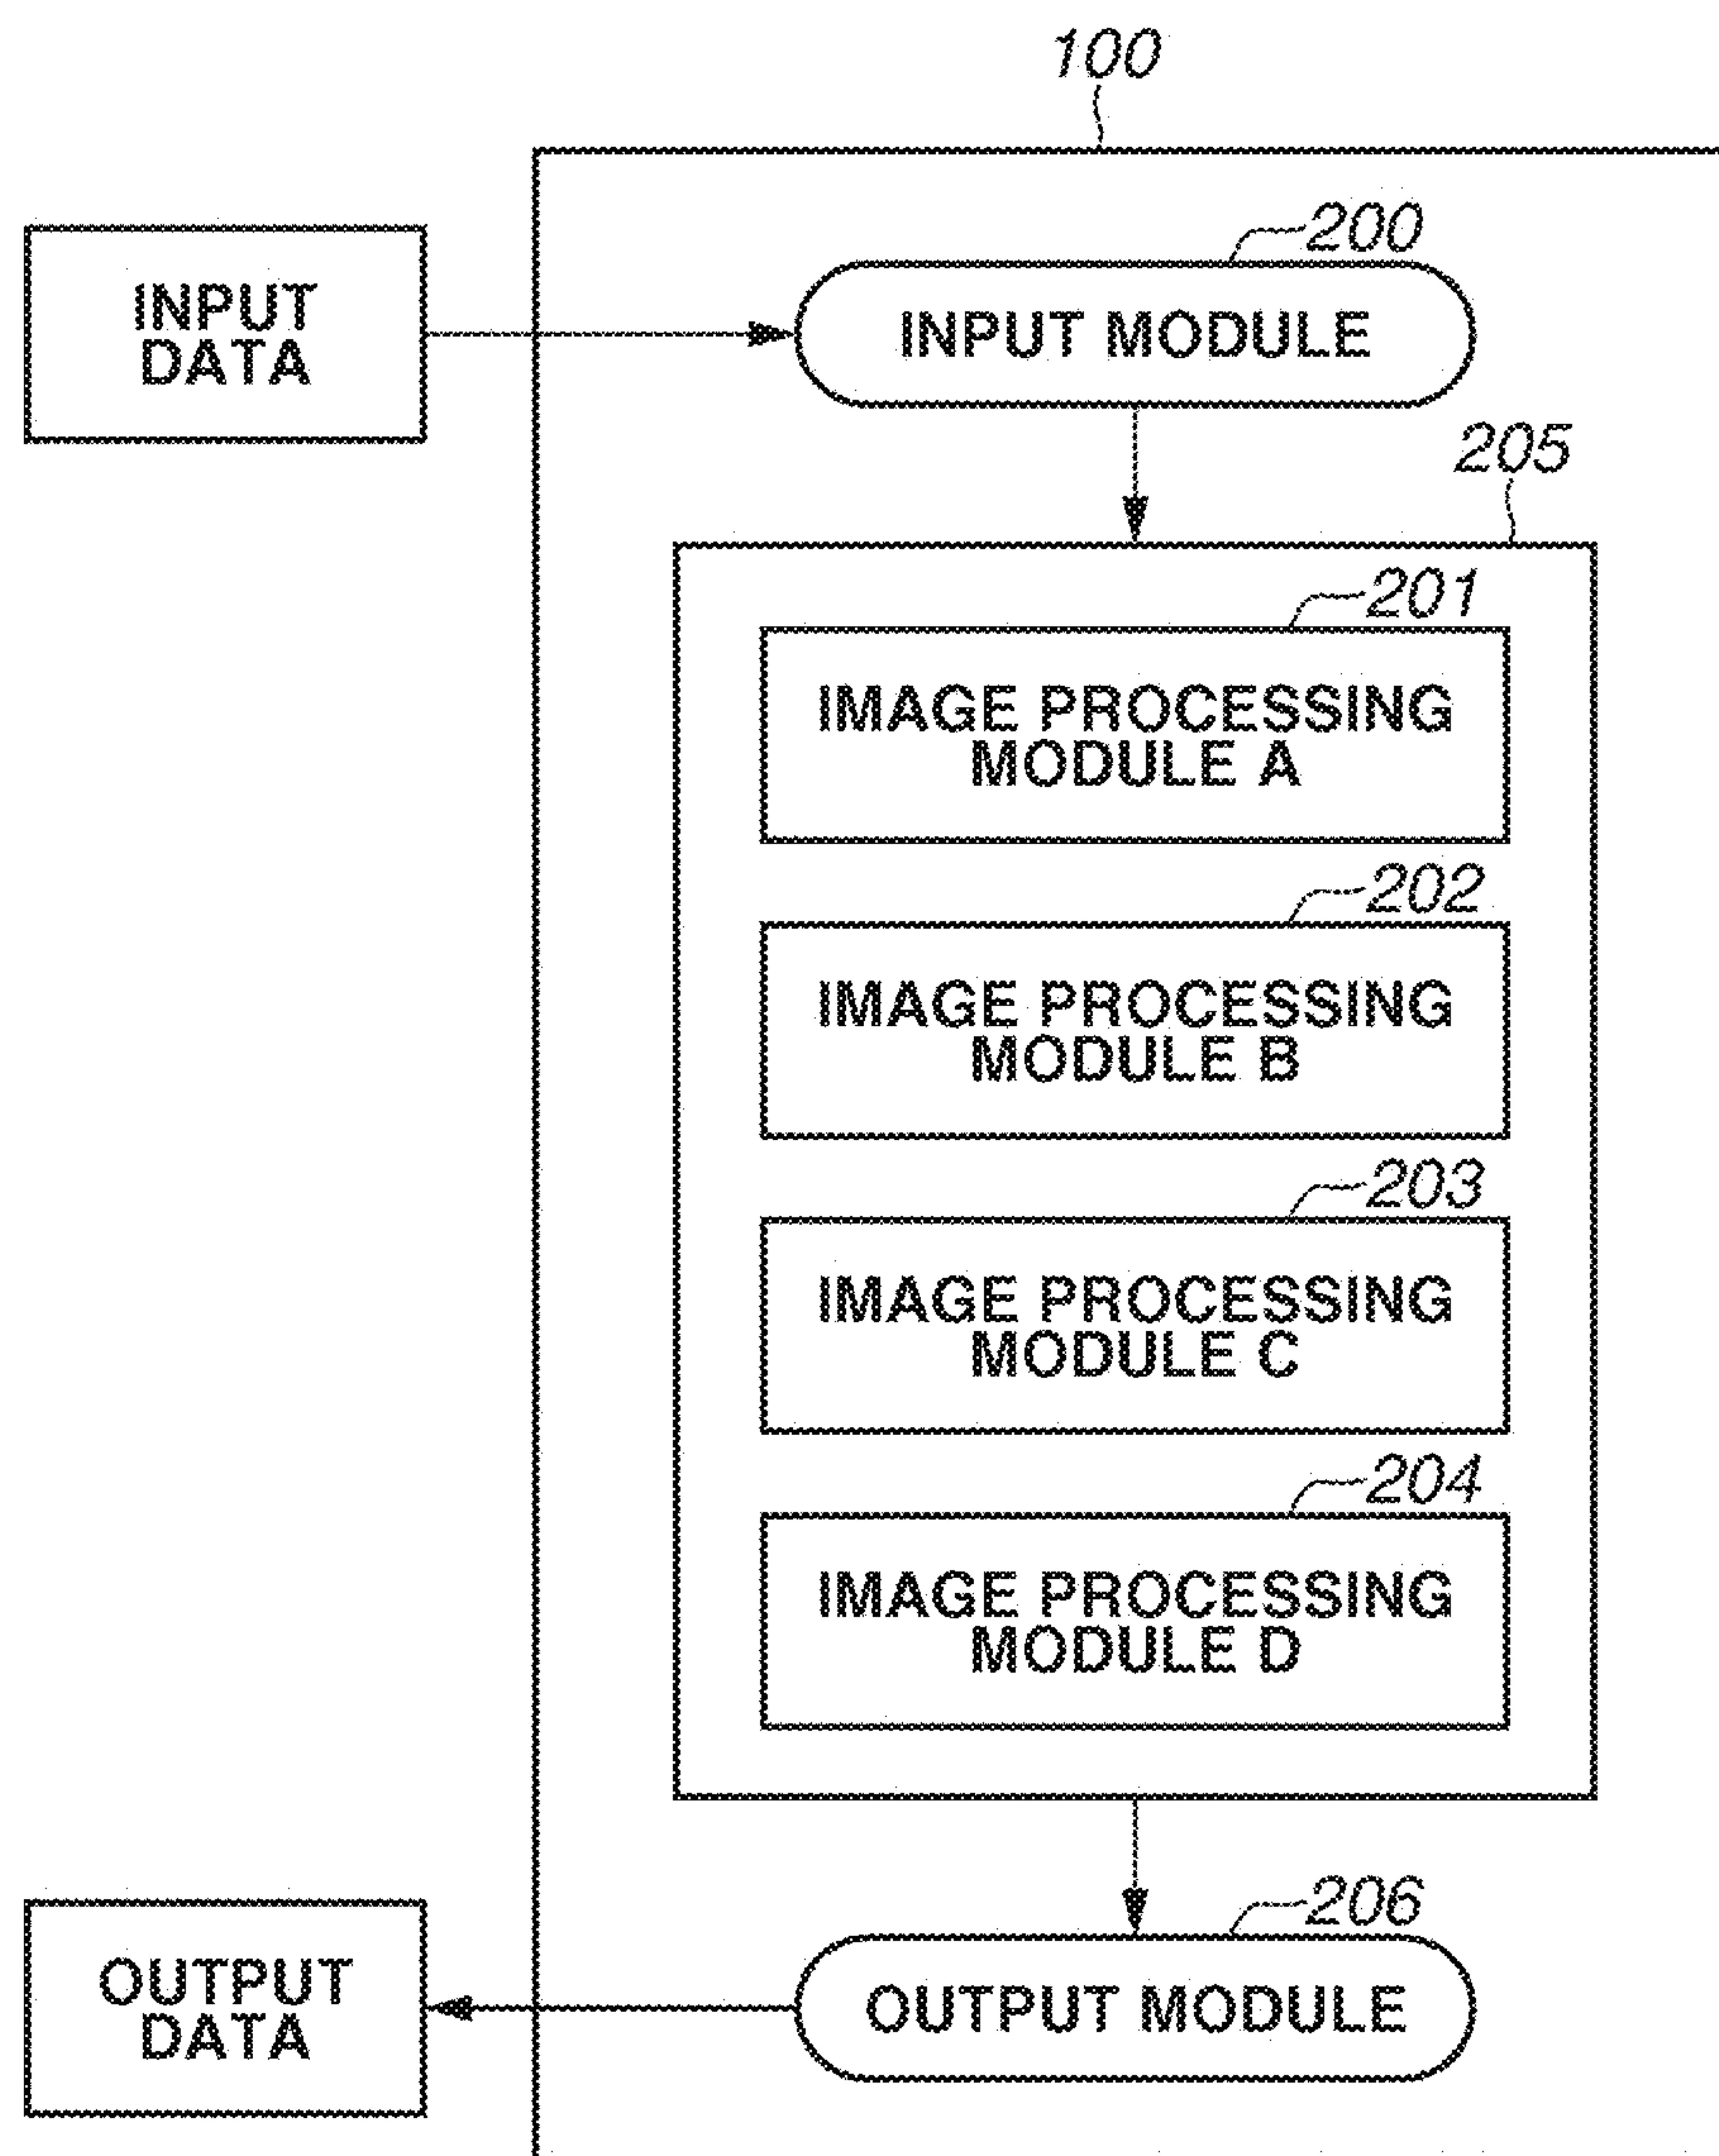 100
200
INPUT
DATA
INPUT MODULE
205
201
IMAGE PROCESSING
MODULE A
202
IMAGE PROCESSING
MODULE B
203
IMAGE PROCESSING
MODULE C
204
IMAGE PROCESSING
MODULE D
206
OUTPUT
DATA
OUTPUT MODULE